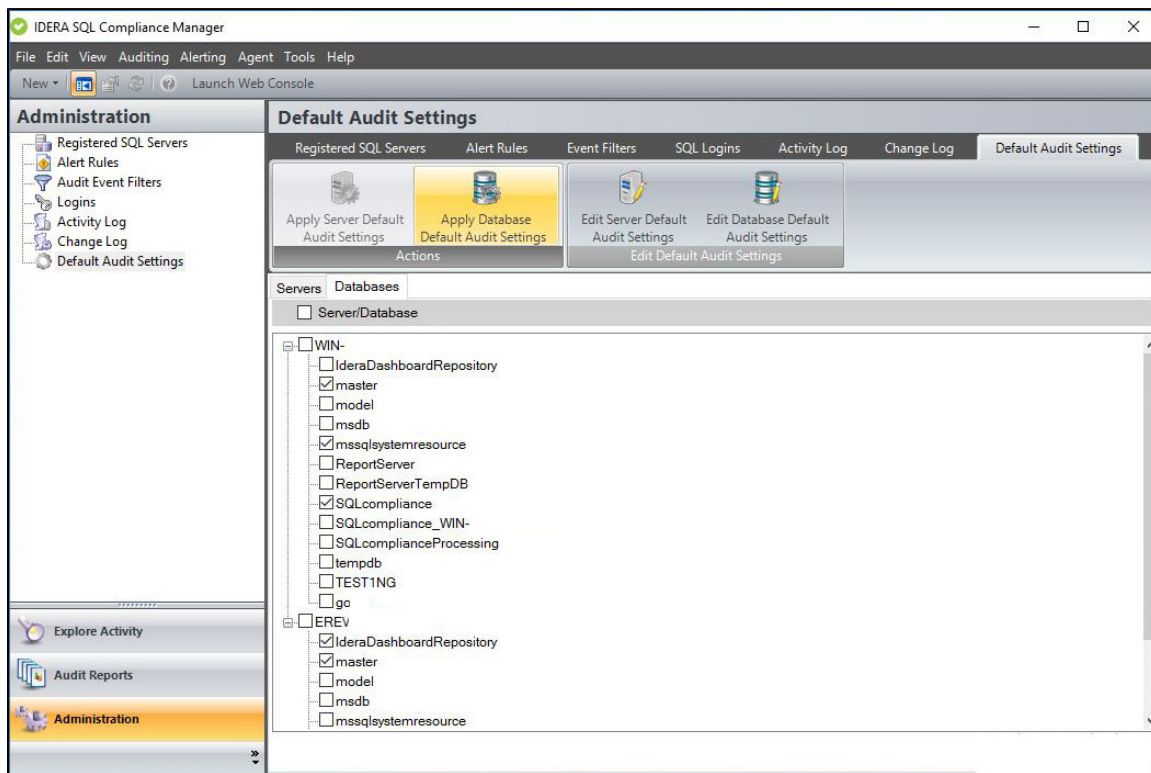 IDERA SQL Compliance Manager
File Edit View Auditing Alerting Agent Tools Help
New Launch Web Console
Administration
Registered SQL Servers
Alert Rules
Audit Event Filters
Logins
Activity Log
Change Log
Default Audit Settings
Explore Activity
Audit Reports
Administration
Default Audit Settings
Registered SQL Servers Alert Rules Event Filters SQL Logins Activity Log Change Log Default Audit Settings
Apply Server Default Audit Settings
Apply Database Default Audit Settings
Actions
Edit Server Default Audit Settings
Edit Database Default Audit Settings
Edit Default Audit Settings
Servers Databases
Server/Database
WIN-
IderaDashboardRepository
master
model
msdb
mssqlsystemresource
ReportServer
ReportServerTempDB
SQLcompliance
SQLcompliance_WIN-
SQLcomplianceProcessing
tempdb
TEST1NG
go
EREV
IderaDashboardRepository
master
model
msdb
mssqlsystemresource